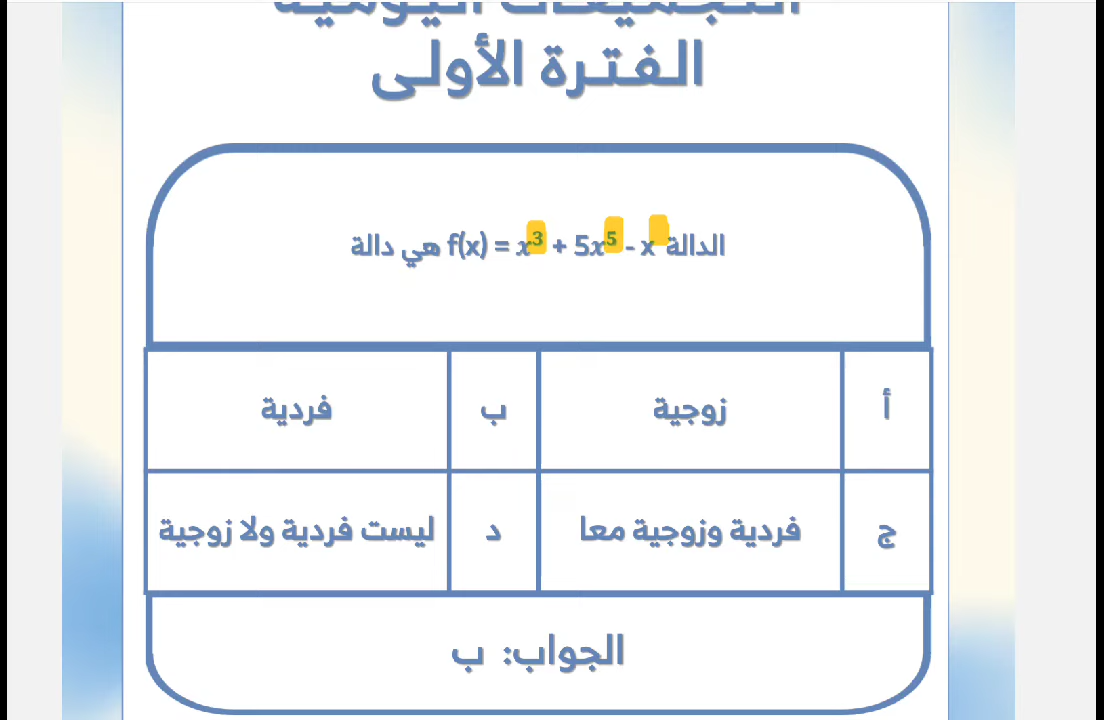 الفترة الأولى
الدالة f(x) = x³ + 5x⁵ - x هي دالة
أ زوجية ب فردية
ج فردية وزوجية معا د ليست فردية ولا زوجية
الجواب: ب